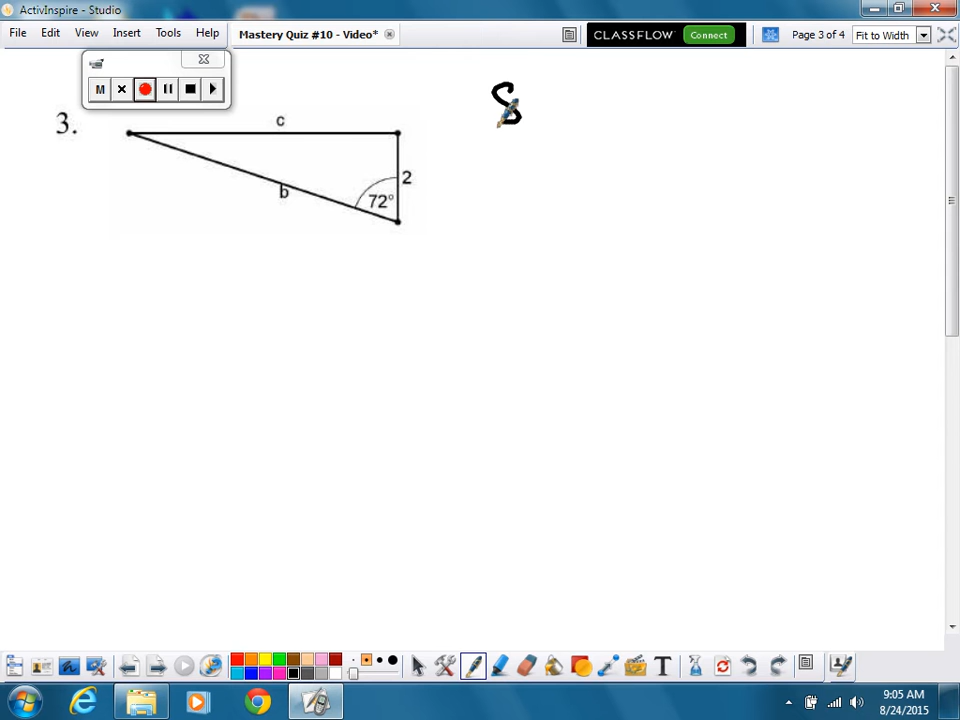 ActivInspire - Studio
File Edit View Insert Tools Help
Mastery Quiz #10 - Video*
CLASSFLOW Connect
Page 3 of 4
Fit to Width
M
3.
c
2
b
72°
S
T
9:05 AM
8/24/2015